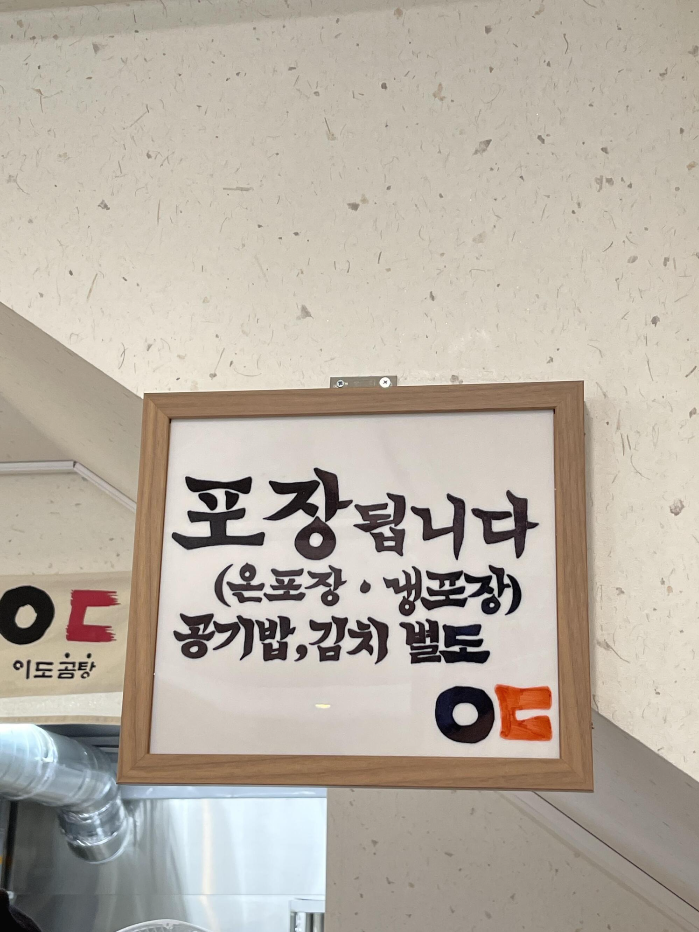 포장됩니다
(온포장 · 냉포장)
공기밥, 김치 별도
ㅇㄷ
ㅇㄷ
이도곰탕